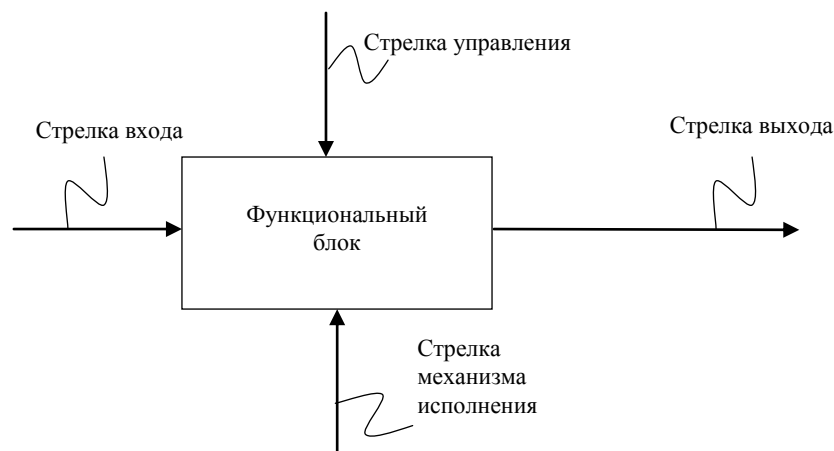 Стрелка управления
Стрелка входа
Стрелка выхода
Функциональный
блок
Стрелка
механизма
исполнения